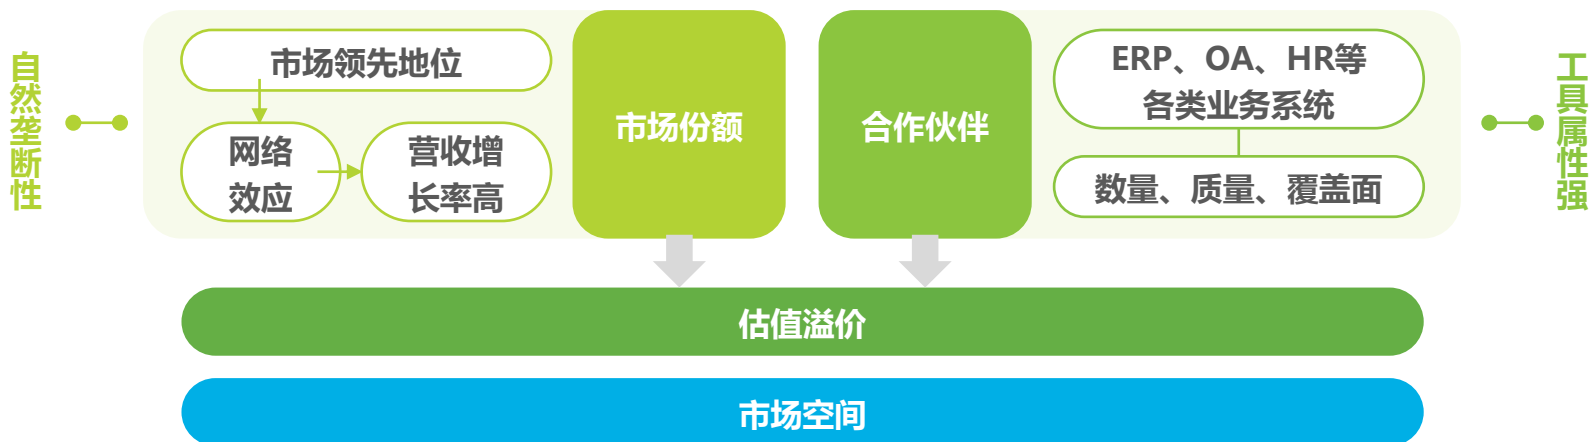 自然垄断性
市场领先地位
网络
效应
营收增
长率高
市场份额
合作伙伴
ERP、OA、HR等
各类业务系统
数量、质量、覆盖面
工具属性强
估值溢价
市场空间